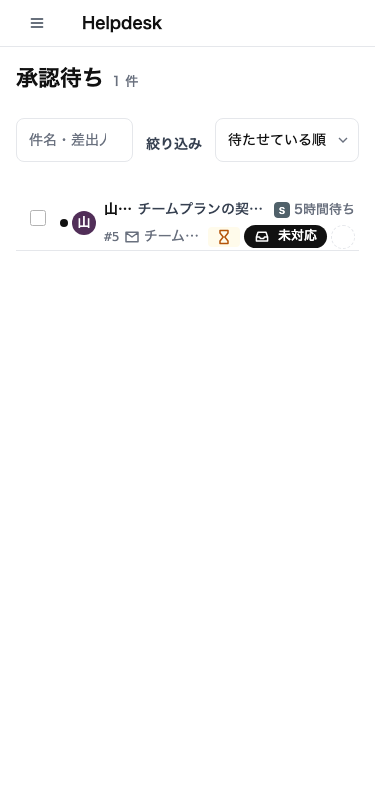 Helpdesk
承認待ち 1 件
件名・差出人
絞り込み
待たせている順
山 山… チームプランの契… S 5時間待ち
#5 チーム… 未対応